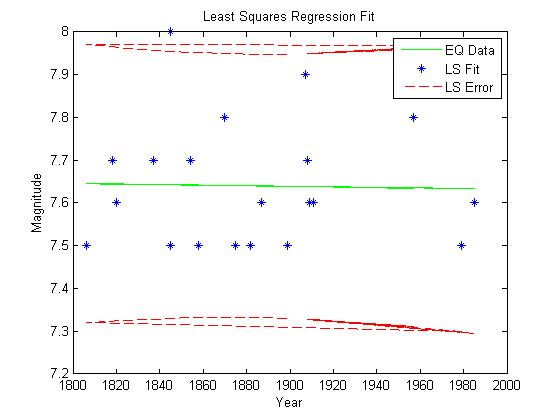 Least Squares Regression Fit
8
7.9
7.8
7.7
7.6
7.5
7.4
7.3
7.2
Magnitude
EQ Data
LS Fit
LS Error
1800 1820 1840 1860 1880 1900 1920 1940 1960 1980 2000
Year